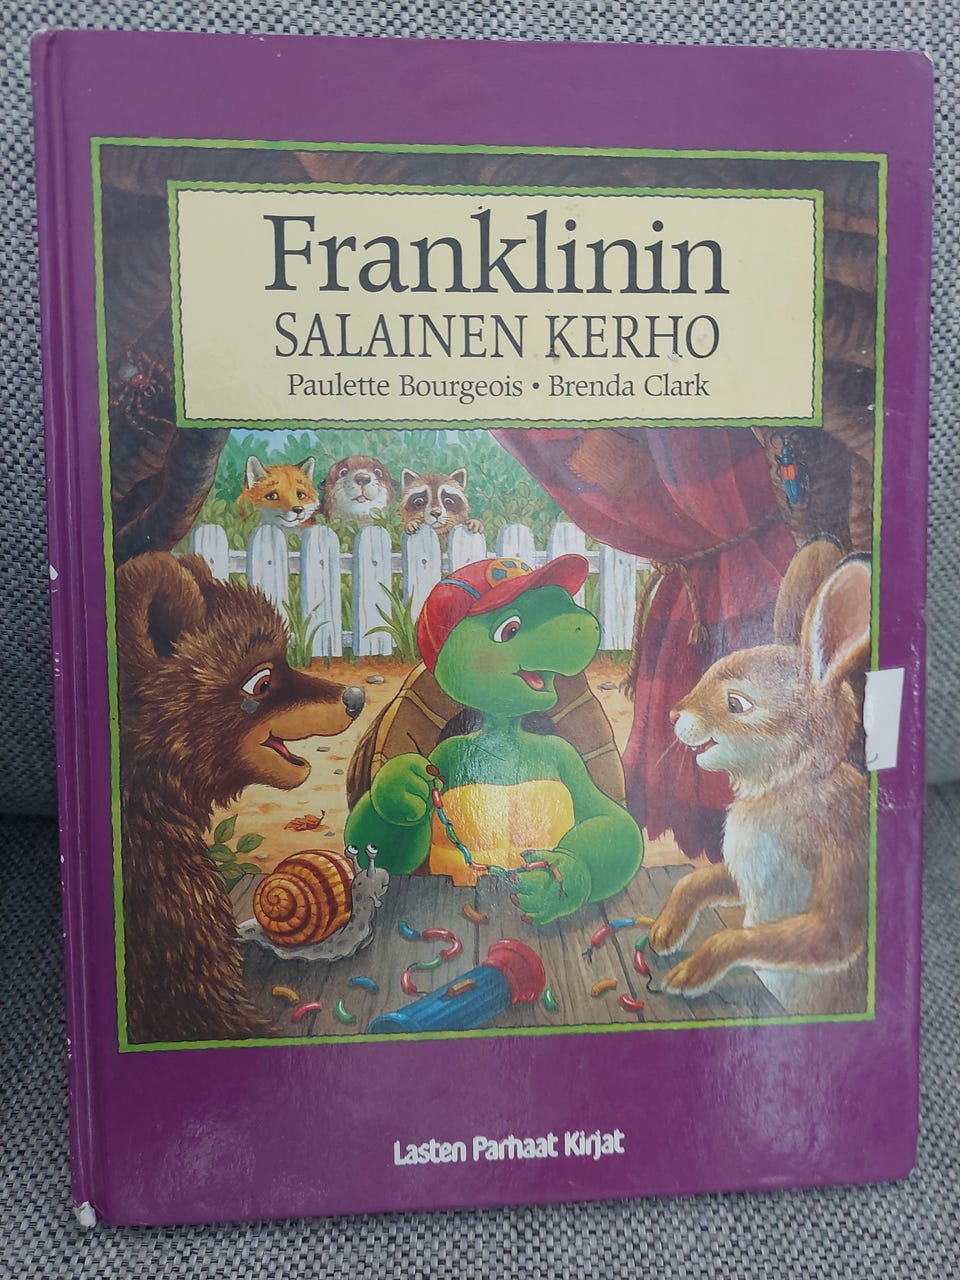 Franklinin
SALAINEN KERHO
Paulette Bourgeois • Brenda Clark
Lasten Parhaat Kirjat